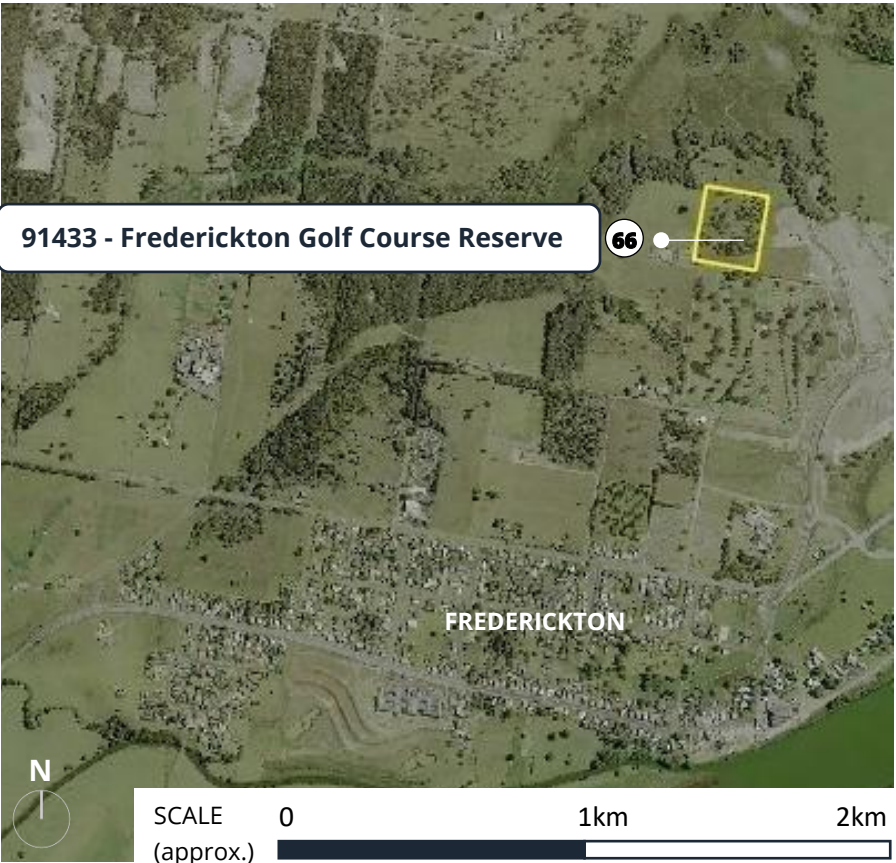 91433 - Frederickton Golf Course Reserve 66
FREDERICKTON
N
SCALE 0 1km 2km
(approx.)